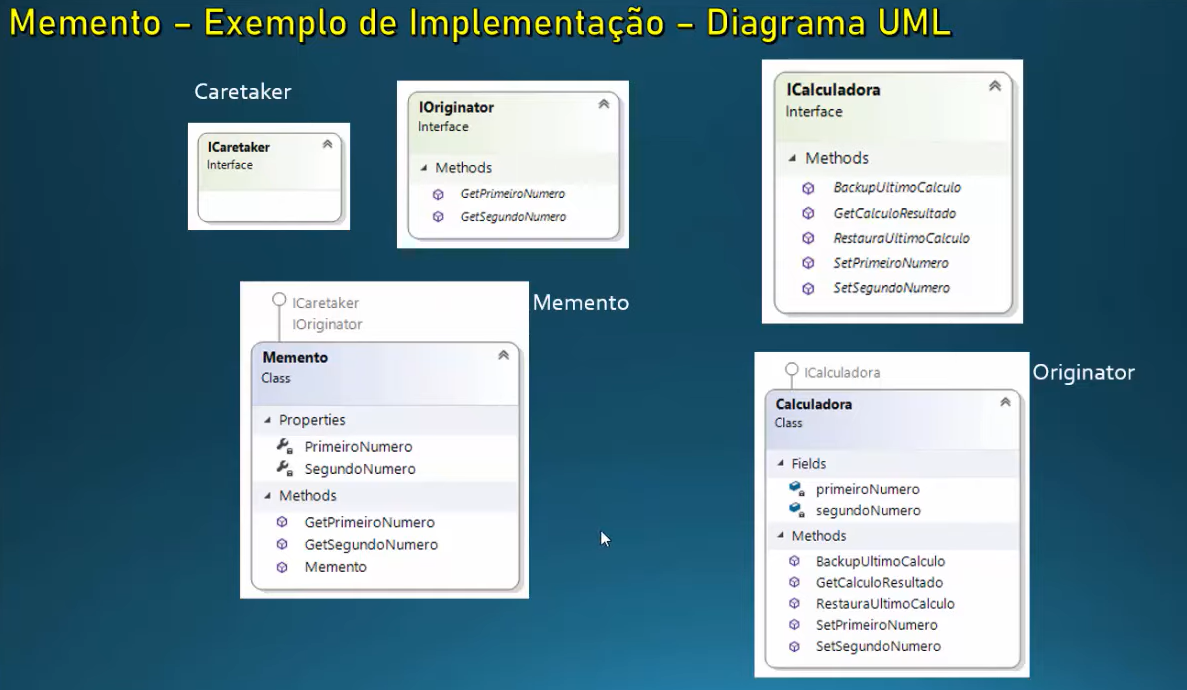 Memento – Exemplo de Implementação – Diagrama UML
Caretaker
ICaretaker
Interface
IOriginator
Interface
Methods
GetPrimeiroNumero
GetSegundoNumero
ICalculadora
Interface
Methods
BackupUltimoCalculo
GetCalculoResultado
RestauraUltimoCalculo
SetPrimeiroNumero
SetSegundoNumero
ICaretaker
IOriginator
Memento
Memento
Class
Properties
PrimeiroNumero
SegundoNumero
Methods
GetPrimeiroNumero
GetSegundoNumero
Memento
ICalculadora
Originator
Calculadora
Class
Fields
primeiroNumero
segundoNumero
Methods
BackupUltimoCalculo
GetCalculoResultado
RestauraUltimoCalculo
SetPrimeiroNumero
SetSegundoNumero